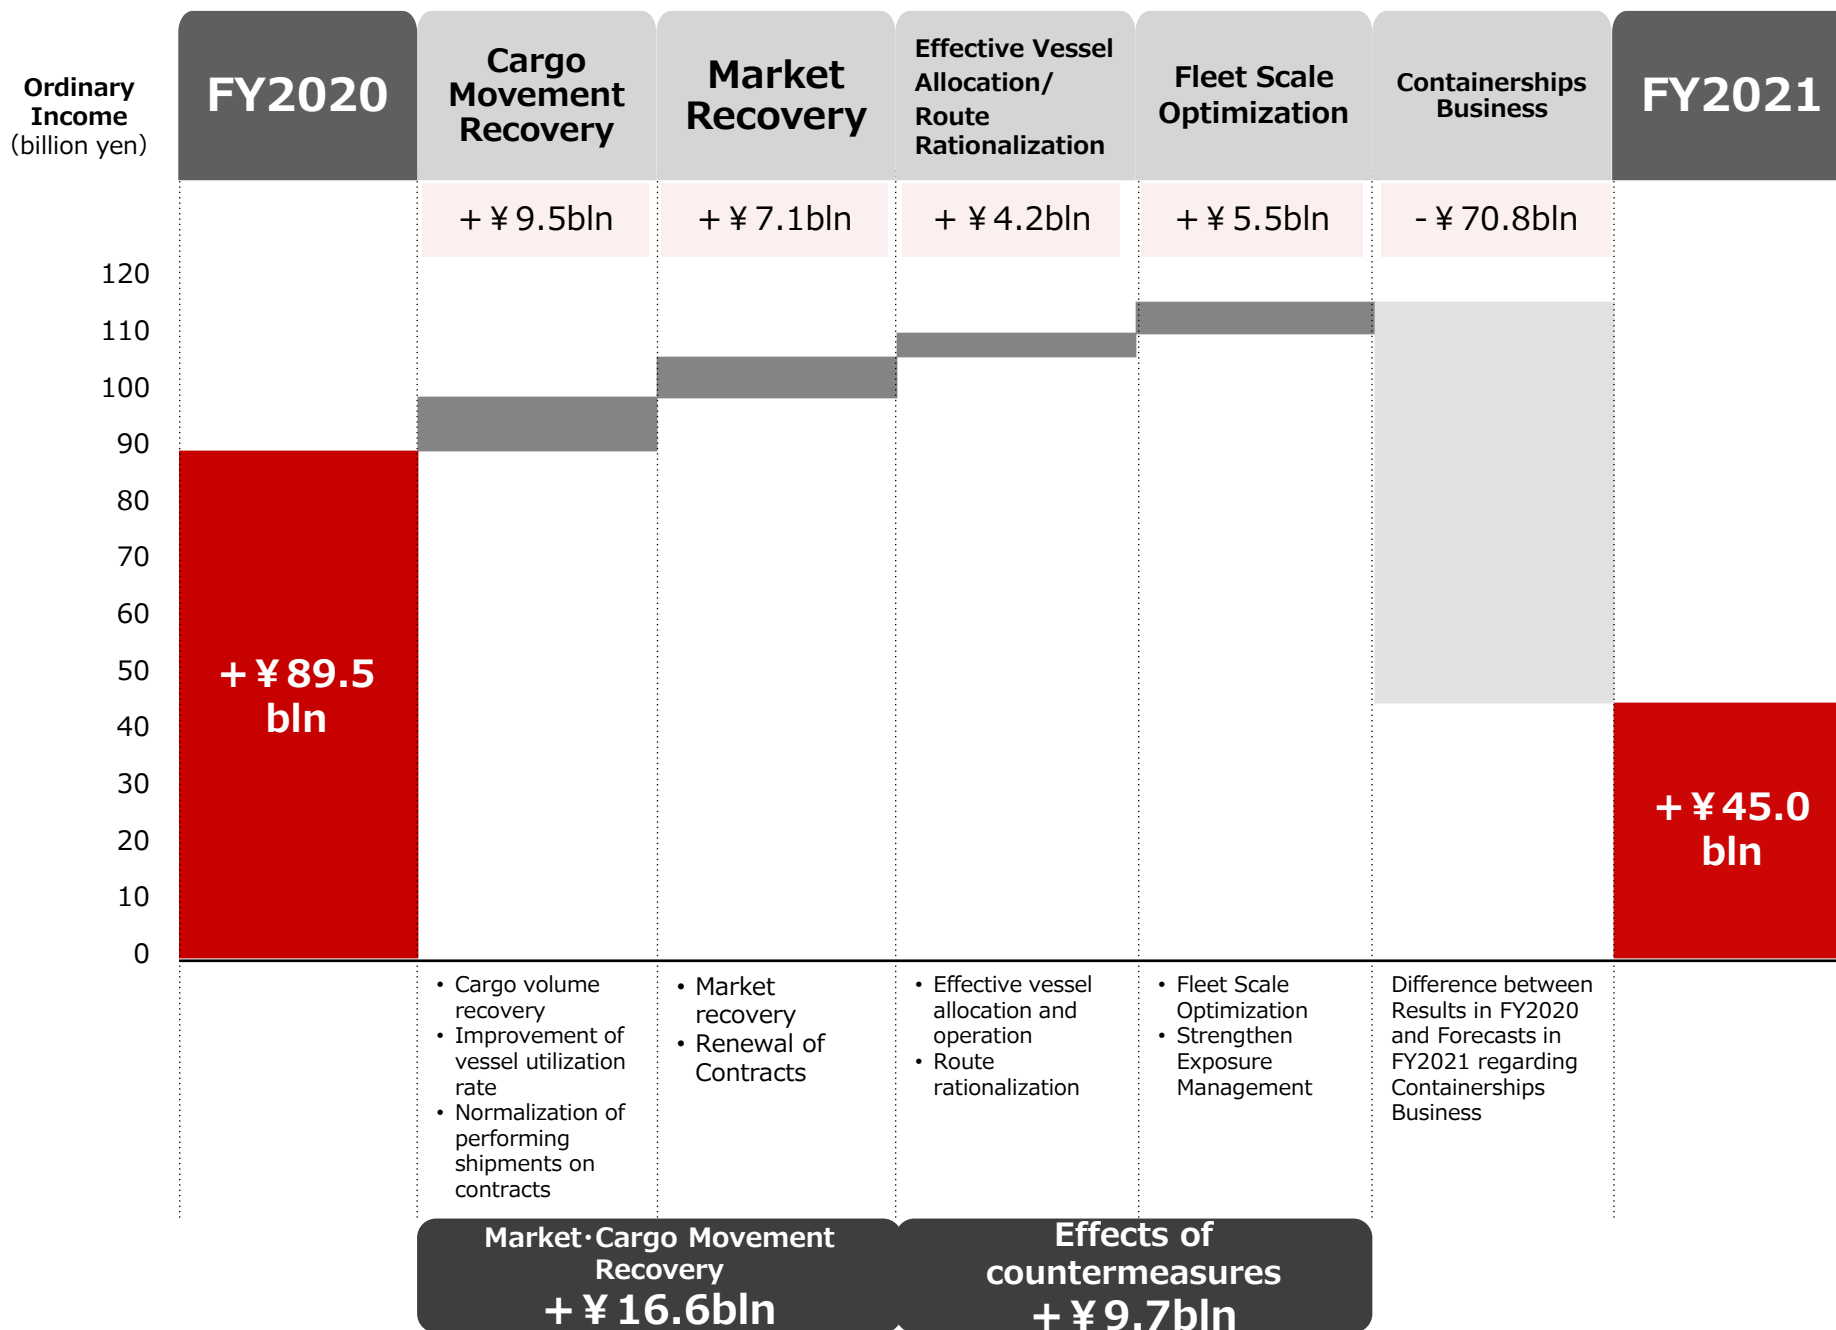 Ordinary
Income
（billion yen）
FY2020
Cargo
Movement
Recovery
Market
Recovery
Effective Vessel
Allocation/
Route
Rationalization
Fleet Scale
Optimization
Containerships
Business
FY2021
+¥9.5bln
+¥7.1bln
+¥4.2bln
+¥5.5bln
-¥70.8bln
120
110
100
90
80
70
60
50
40
30
20
10
0
+¥89.5
bln
+¥45.0
bln
• Cargo volume
recovery
• Improvement of
vessel utilization
rate
• Normalization of
performing
shipments on
contracts
• Market
recovery
• Renewal of
Contracts
• Effective vessel
allocation and
operation
• Route
rationalization
• Fleet Scale
Optimization
• Strengthen
Exposure
Management
Difference between
Results in FY2020
and Forecasts in
FY2021 regarding
Containerships
Business
Market･Cargo Movement
Recovery
+¥16.6bln
Effects of
countermeasures
+¥9.7bln